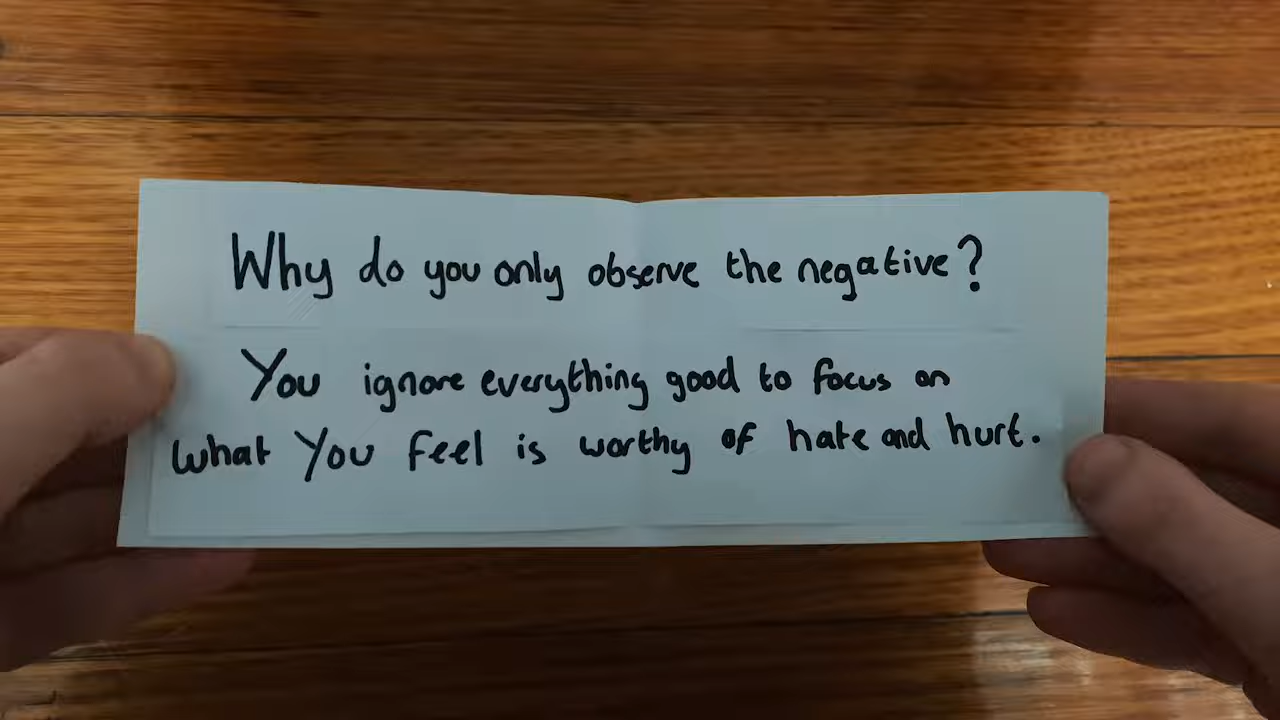 Why do you only observe the negative?
You ignore everything good to focus on
what You feel is worthy of hate and hurt.